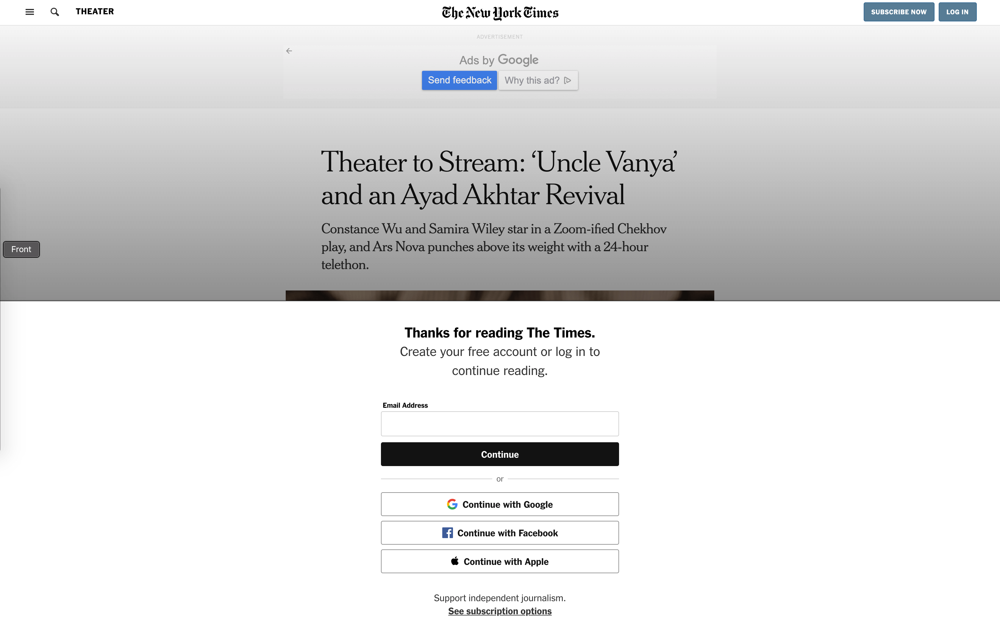 THEATER
The New York Times
SUBSCRIBE NOW
LOG IN
ADVERTISEMENT
Ads by Google
Send feedback
Why this ad?
Theater to Stream: ‘Uncle Vanya’
and an Ayad Akhtar Revival
Constance Wu and Samira Wiley star in a Zoom-ified Chekhov
play, and Ars Nova punches above its weight with a 24-hour
telethon.
Front
Thanks for reading The Times.
Create your free account or log in to
continue reading.
Email Address
Continue
or
Continue with Google
Continue with Facebook
Continue with Apple
Support independent journalism.
See subscription options